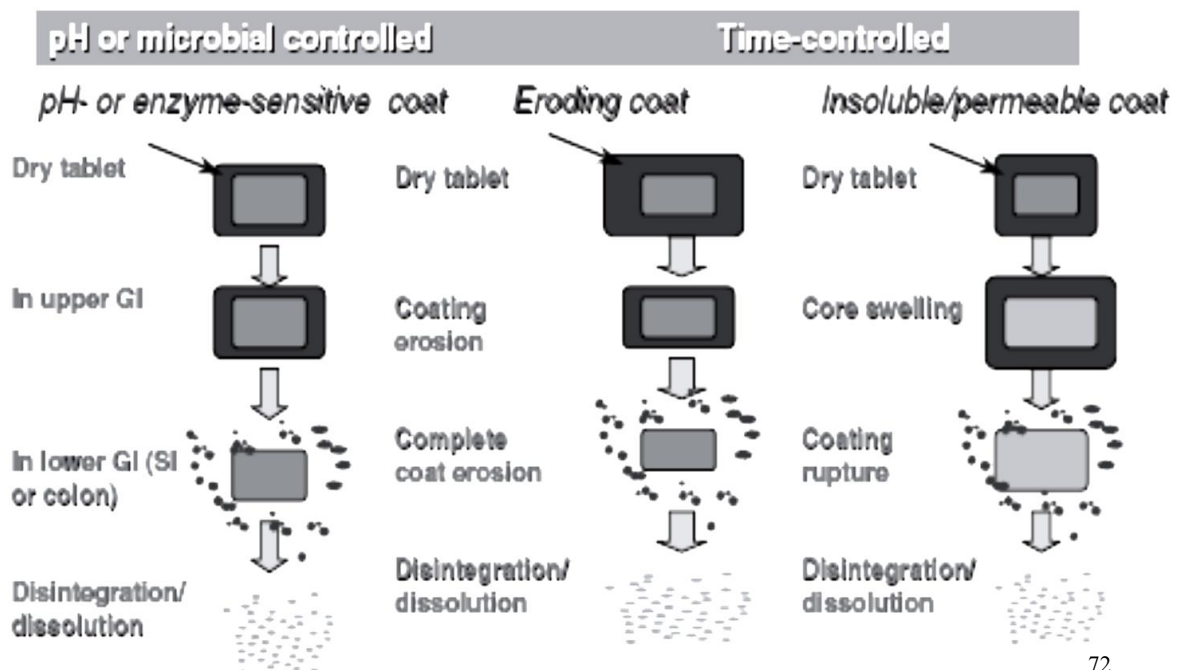 pH or microbial controlled
Time-controlled
pH- or enzyme-sensitive coat
Dry tablet
In upper GI
In lower GI (SI
or colon)
Disintegration/
dissolution
Eroding coat
Dry tablet
Coating
erosion
Complete
coat erosion
Disintegration/
dissolution
Insoluble/permeable coat
Dry tablet
Core swelling
Coating
rupture
Disintegration/
dissolution
72